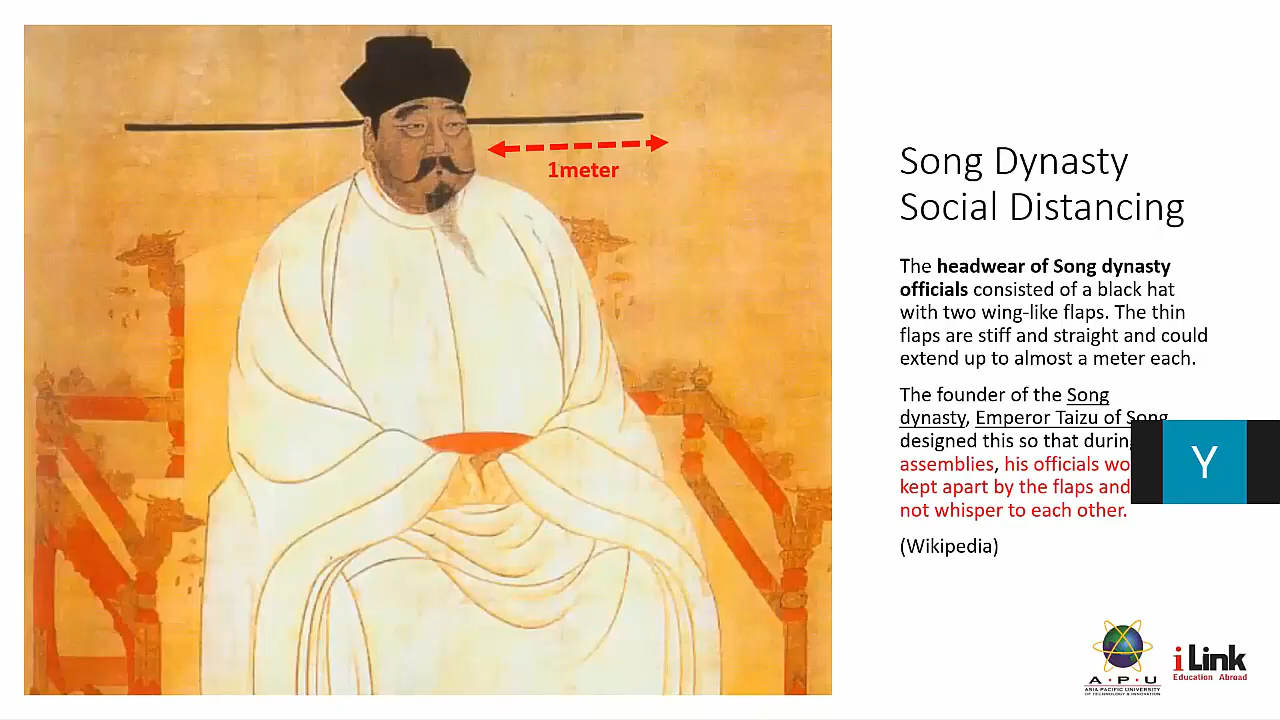 1meter
Song Dynasty
Social Distancing
The headwear of Song dynasty
officials consisted of a black hat
with two wing-like flaps. The thin
flaps are stiff and straight and could
extend up to almost a meter each.
The founder of the Song
dynasty, Emperor Taizu of Song
designed this so that during
assemblies, his officials
kept apart by the flaps and
not whisper to each other.
(Wikipedia)
Y
A·P·U
ASIA PACIFIC UNIVERSITY
OF TECHNOLOGY & INNOVATION
iLink
Education Abroad